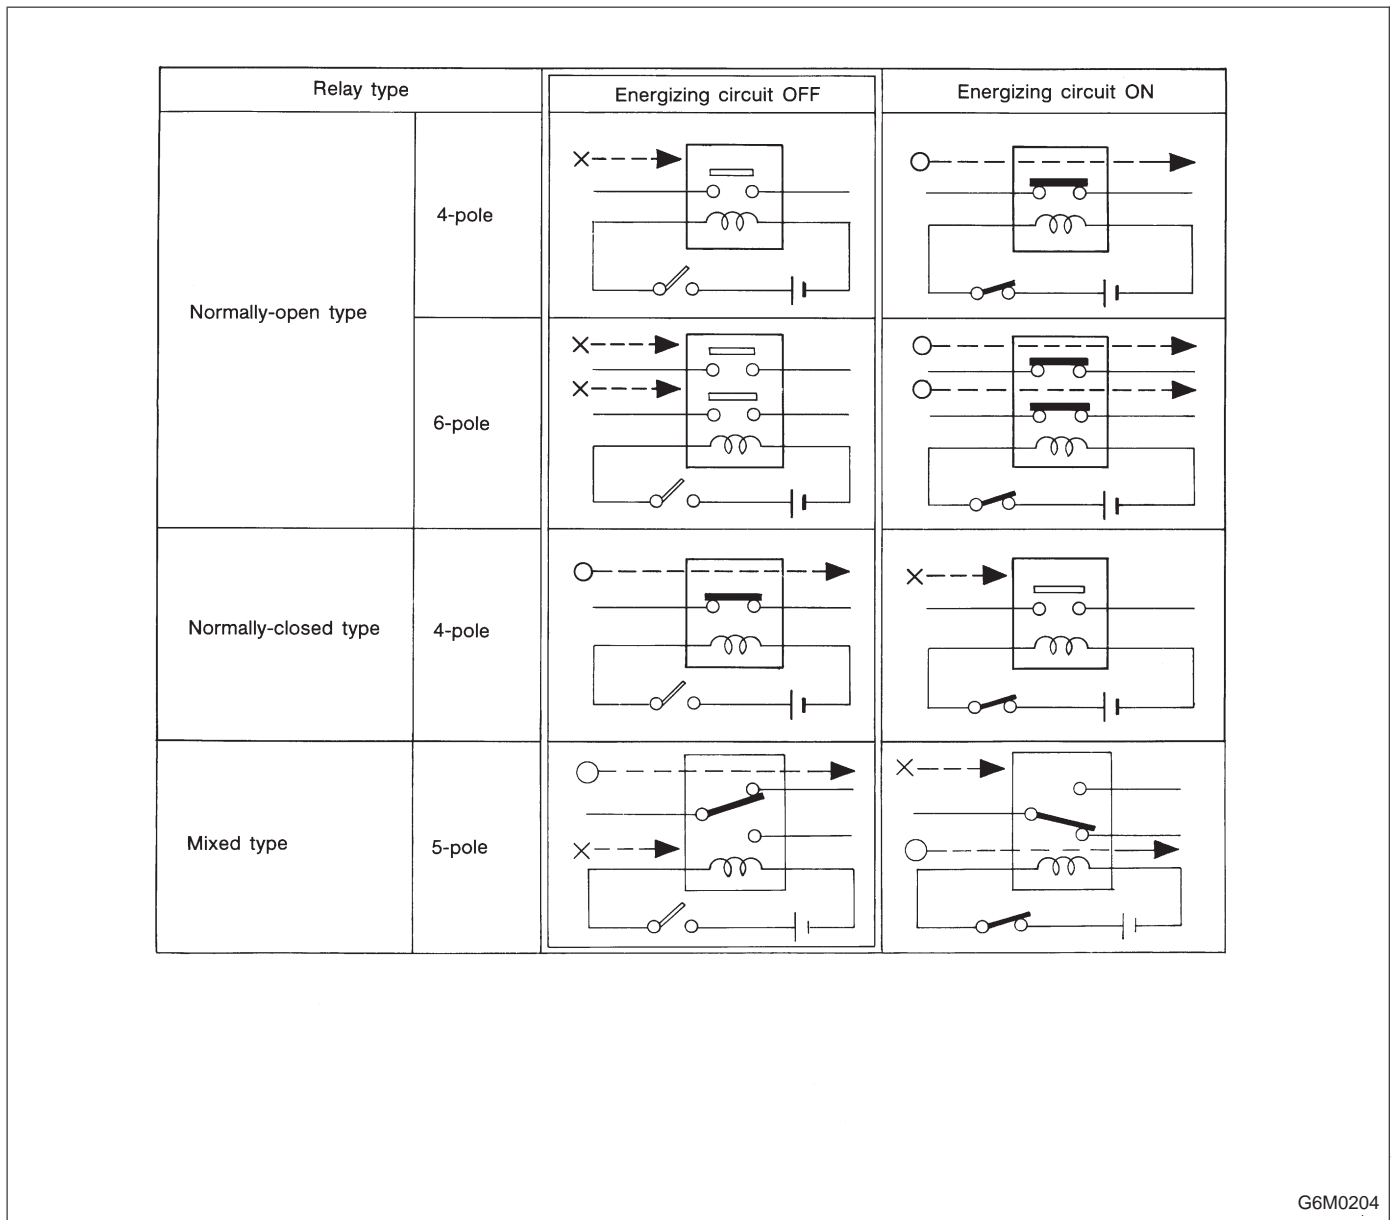 Relay type
Energizing circuit OFF
Energizing circuit ON
Normally-open type
4-pole
6-pole
Normally-closed type
4-pole
Mixed type
5-pole
G6M0204